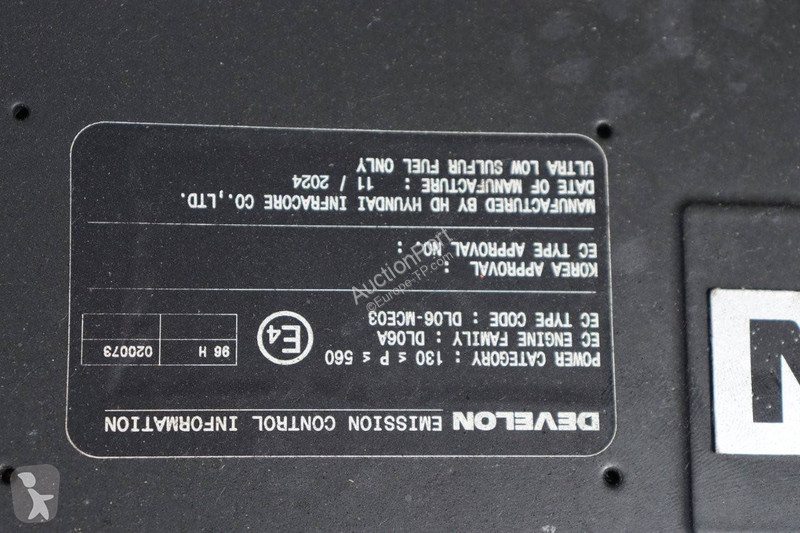 DEVELON EMISSION CONTROL INFORMATION
POWER CATEGORY : 130 ≤ P ≤ 560
EC ENGINE FAMILY : DL06A
EC TYPE CODE : DL06-MCE03
E4
96 H 020073
KOREA APPROVAL :
EC TYPE APPROVAL NO :
MANUFACTURED BY HD HYUNDAI INFRACORE CO.,LTD.
DATE OF MANUFACTURE : 11 / 2024
ULTRA LOW SULFUR FUEL ONLY
N
AuctionPort
©Europe-TP.com